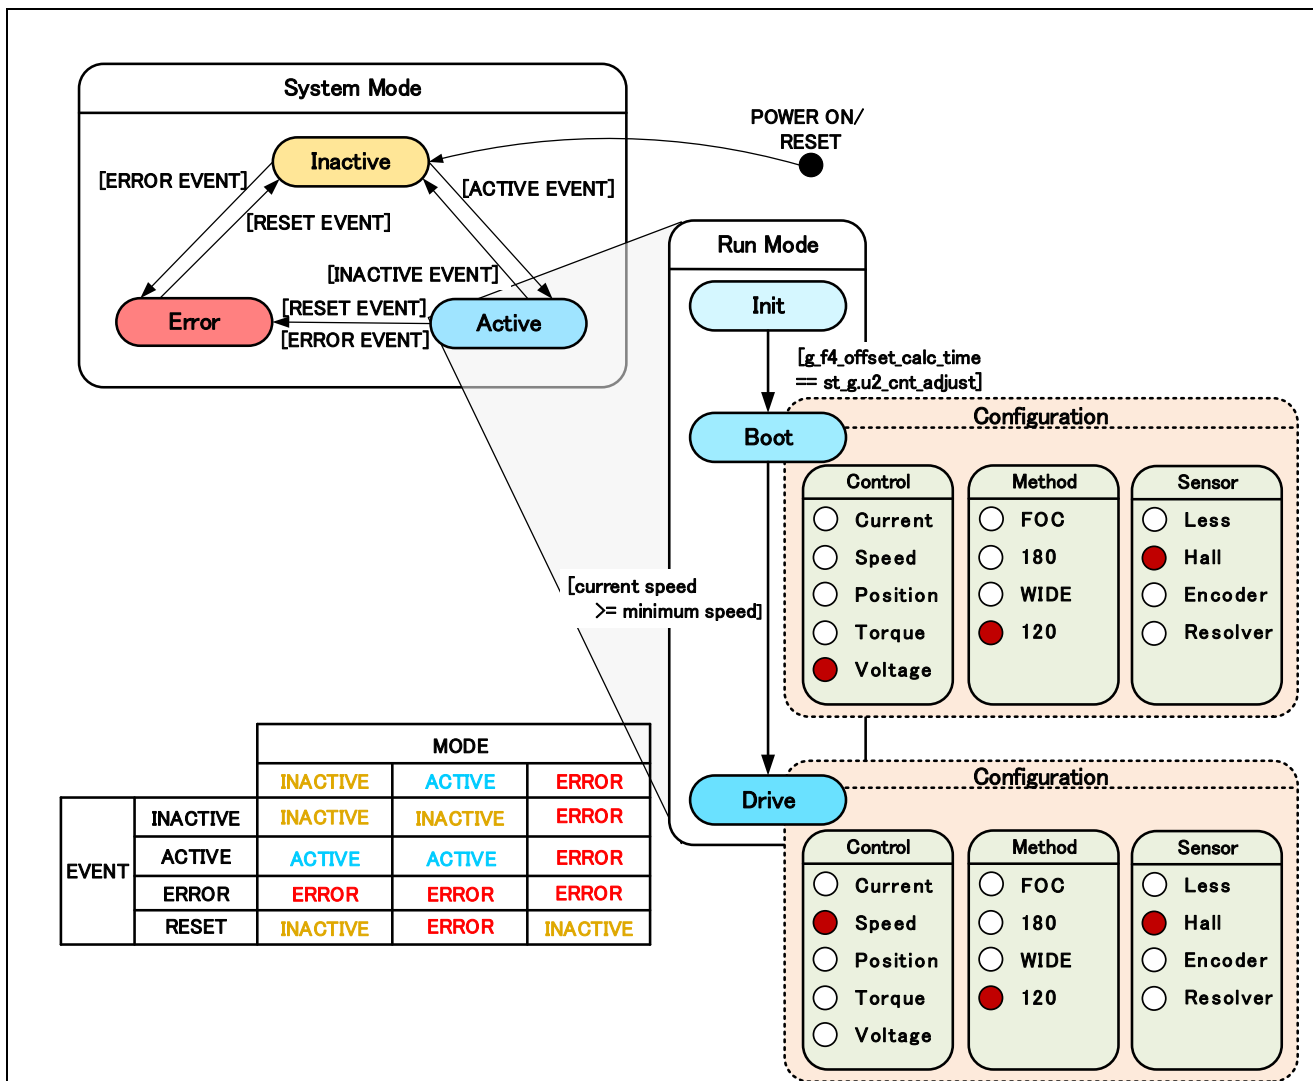 System Mode
POWER ON/
RESET
Inactive
[ERROR EVENT]
[ACTIVE EVENT]
[RESET EVENT]
[INACTIVE EVENT]
[RESET EVENT]
Error
Active
[ERROR EVENT]
Run Mode
Init
[g_f4_offset_calc_time
== st_g.u2_cnt_adjust]
Boot
Configuration
Control
Method
Sensor
Current
FOC
Less
Speed
180
Hall
Position
WIDE
Encoder
Torque
120
Resolver
Voltage
[current speed
>= minimum speed]
Drive
Configuration
Control
Method
Sensor
Current
FOC
Less
Speed
180
Hall
Position
WIDE
Encoder
Torque
120
Resolver
Voltage
MODE
INACTIVE ACTIVE ERROR
EVENT
INACTIVE INACTIVE INACTIVE ERROR
ACTIVE ACTIVE ACTIVE ERROR
ERROR ERROR ERROR ERROR
RESET INACTIVE ERROR INACTIVE